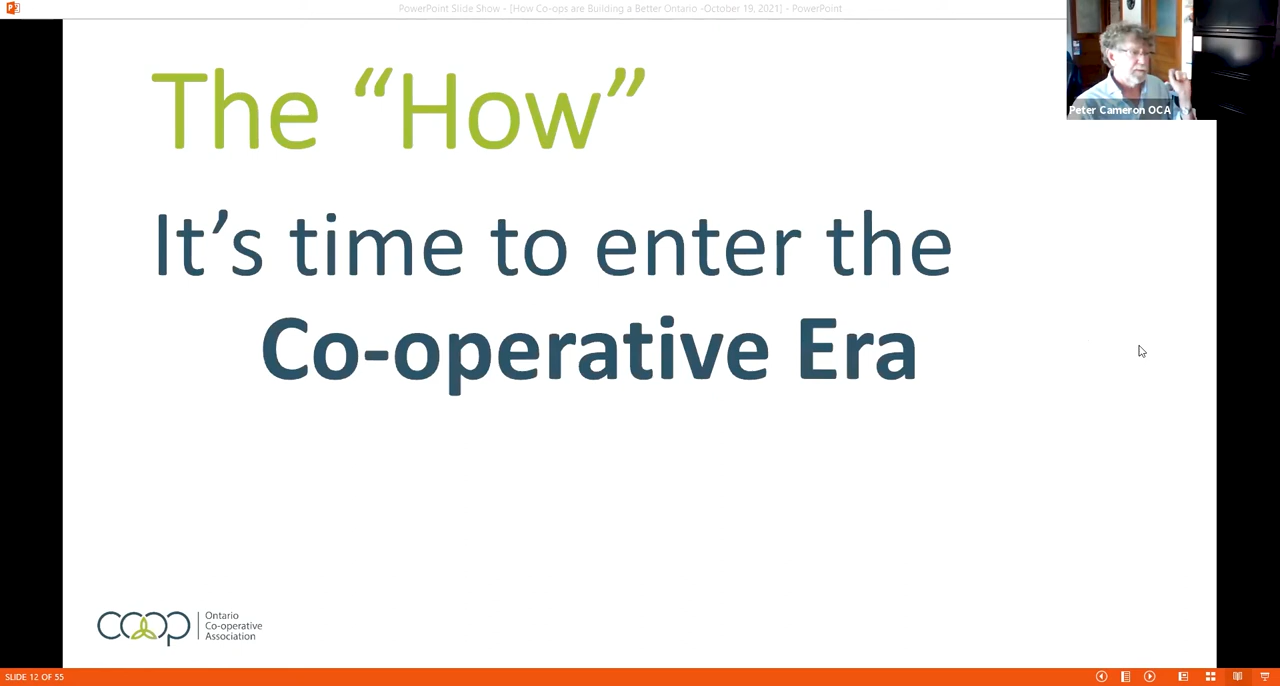 PowerPoint Slide Show - [How Co-ops are Building a Better Ontario -October 19, 2021] - PowerPoint
Peter Cameron OCA
The “How”
It’s time to enter the
Co-operative Era
coop
Ontario
Co-operative
Association
SLIDE 12 OF 55